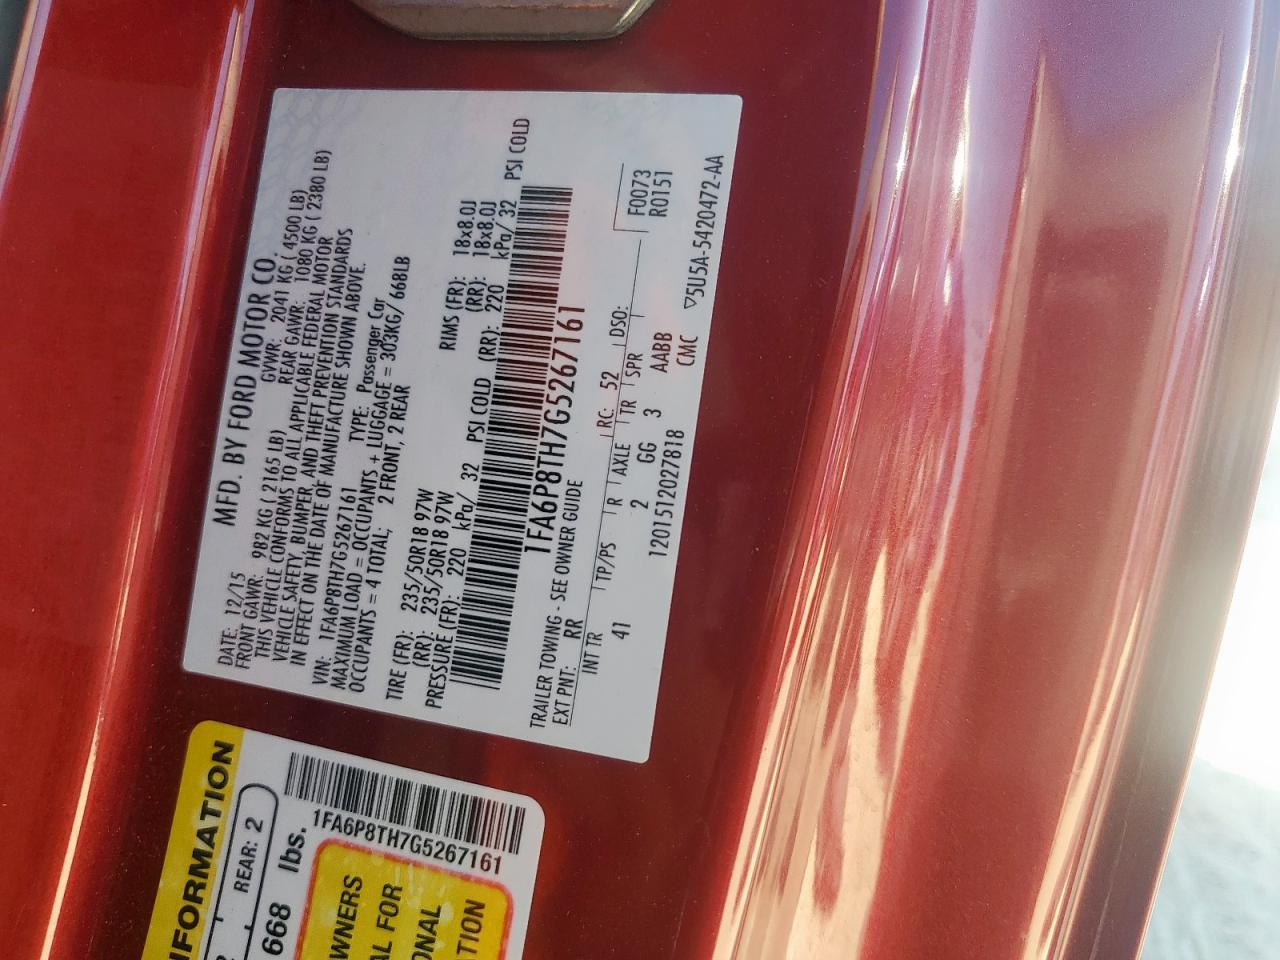 MFD. BY FORD MOTOR CO.
DATE: 12/15 GVWR: 2041 KG ( 4500 LB)
FRONT GAWR: 982 KG ( 2165 LB) REAR GAWR: 1080 KG ( 2380 LB)
THIS VEHICLE CONFORMS TO ALL APPLICABLE FEDERAL MOTOR
VEHICLE SAFETY, BUMPER, AND THEFT PREVENTION STANDARDS
IN EFFECT ON THE DATE OF MANUFACTURE SHOWN ABOVE.
VIN: 1FA6P8TH7G5267161 TYPE: Passenger Car
MAXIMUM LOAD = OCCUPANTS + LUGGAGE = 303KG/ 668LB
OCCUPANTS = 4 TOTAL; 2 FRONT, 2 REAR
TIRE (FR): 235/50R18 97W RIMS (FR): 18x8.0J
(RR): 235/50R18 97W (RR): 18x8.0J
PRESSURE (FR): 220 kPa/ 32 PSI COLD (RR): 220 kPa/ 32 PSI COLD
1FA6P8TH7G5267161
TRAILER TOWING - SEE OWNER GUIDE
EXT PNT: RR RC: 52 DSO: F0073
INT TR TP/PS R AXLE TR SPR R0151
41 2 GG 3 AABB
1201512027818 CMC 5U5A-5420472-AA
FORMATION
REAR: 2
668 lbs.
1FA6P8TH7G5267161
WNERS
AL FOR
ONAL
TION